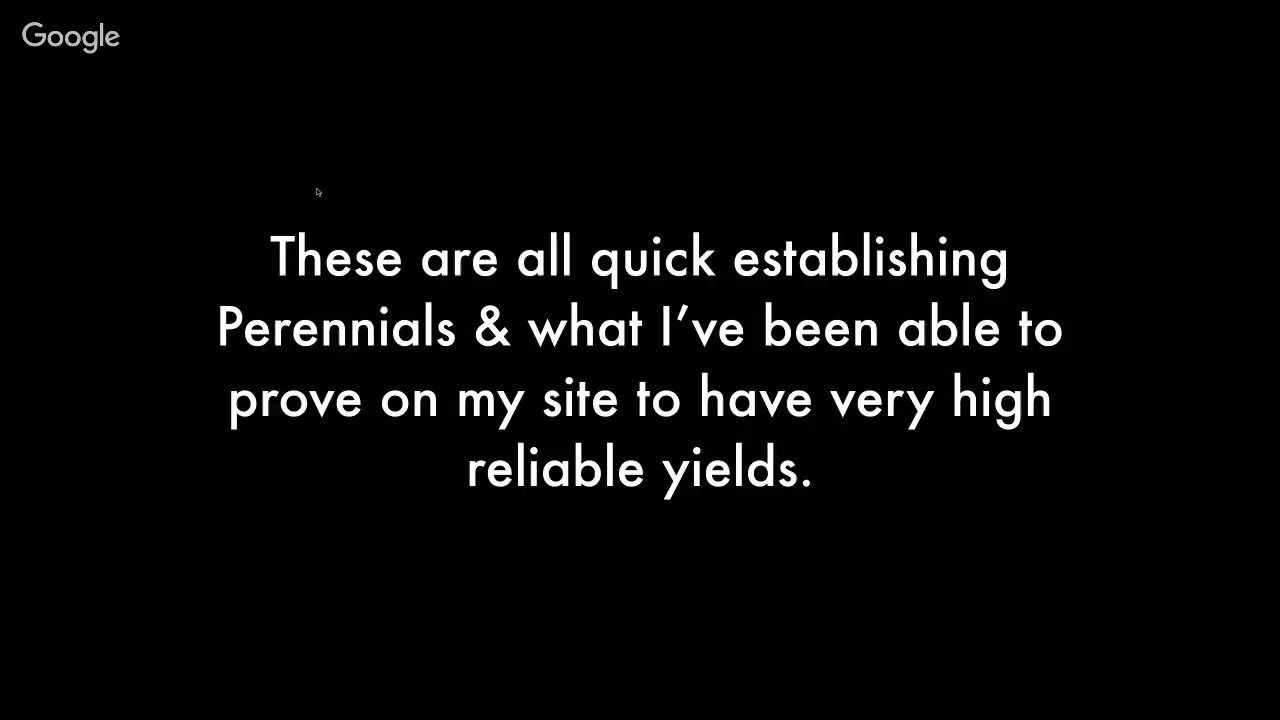 Google
These are all quick establishing
Perennials & what I’ve been able to
prove on my site to have very high
reliable yields.